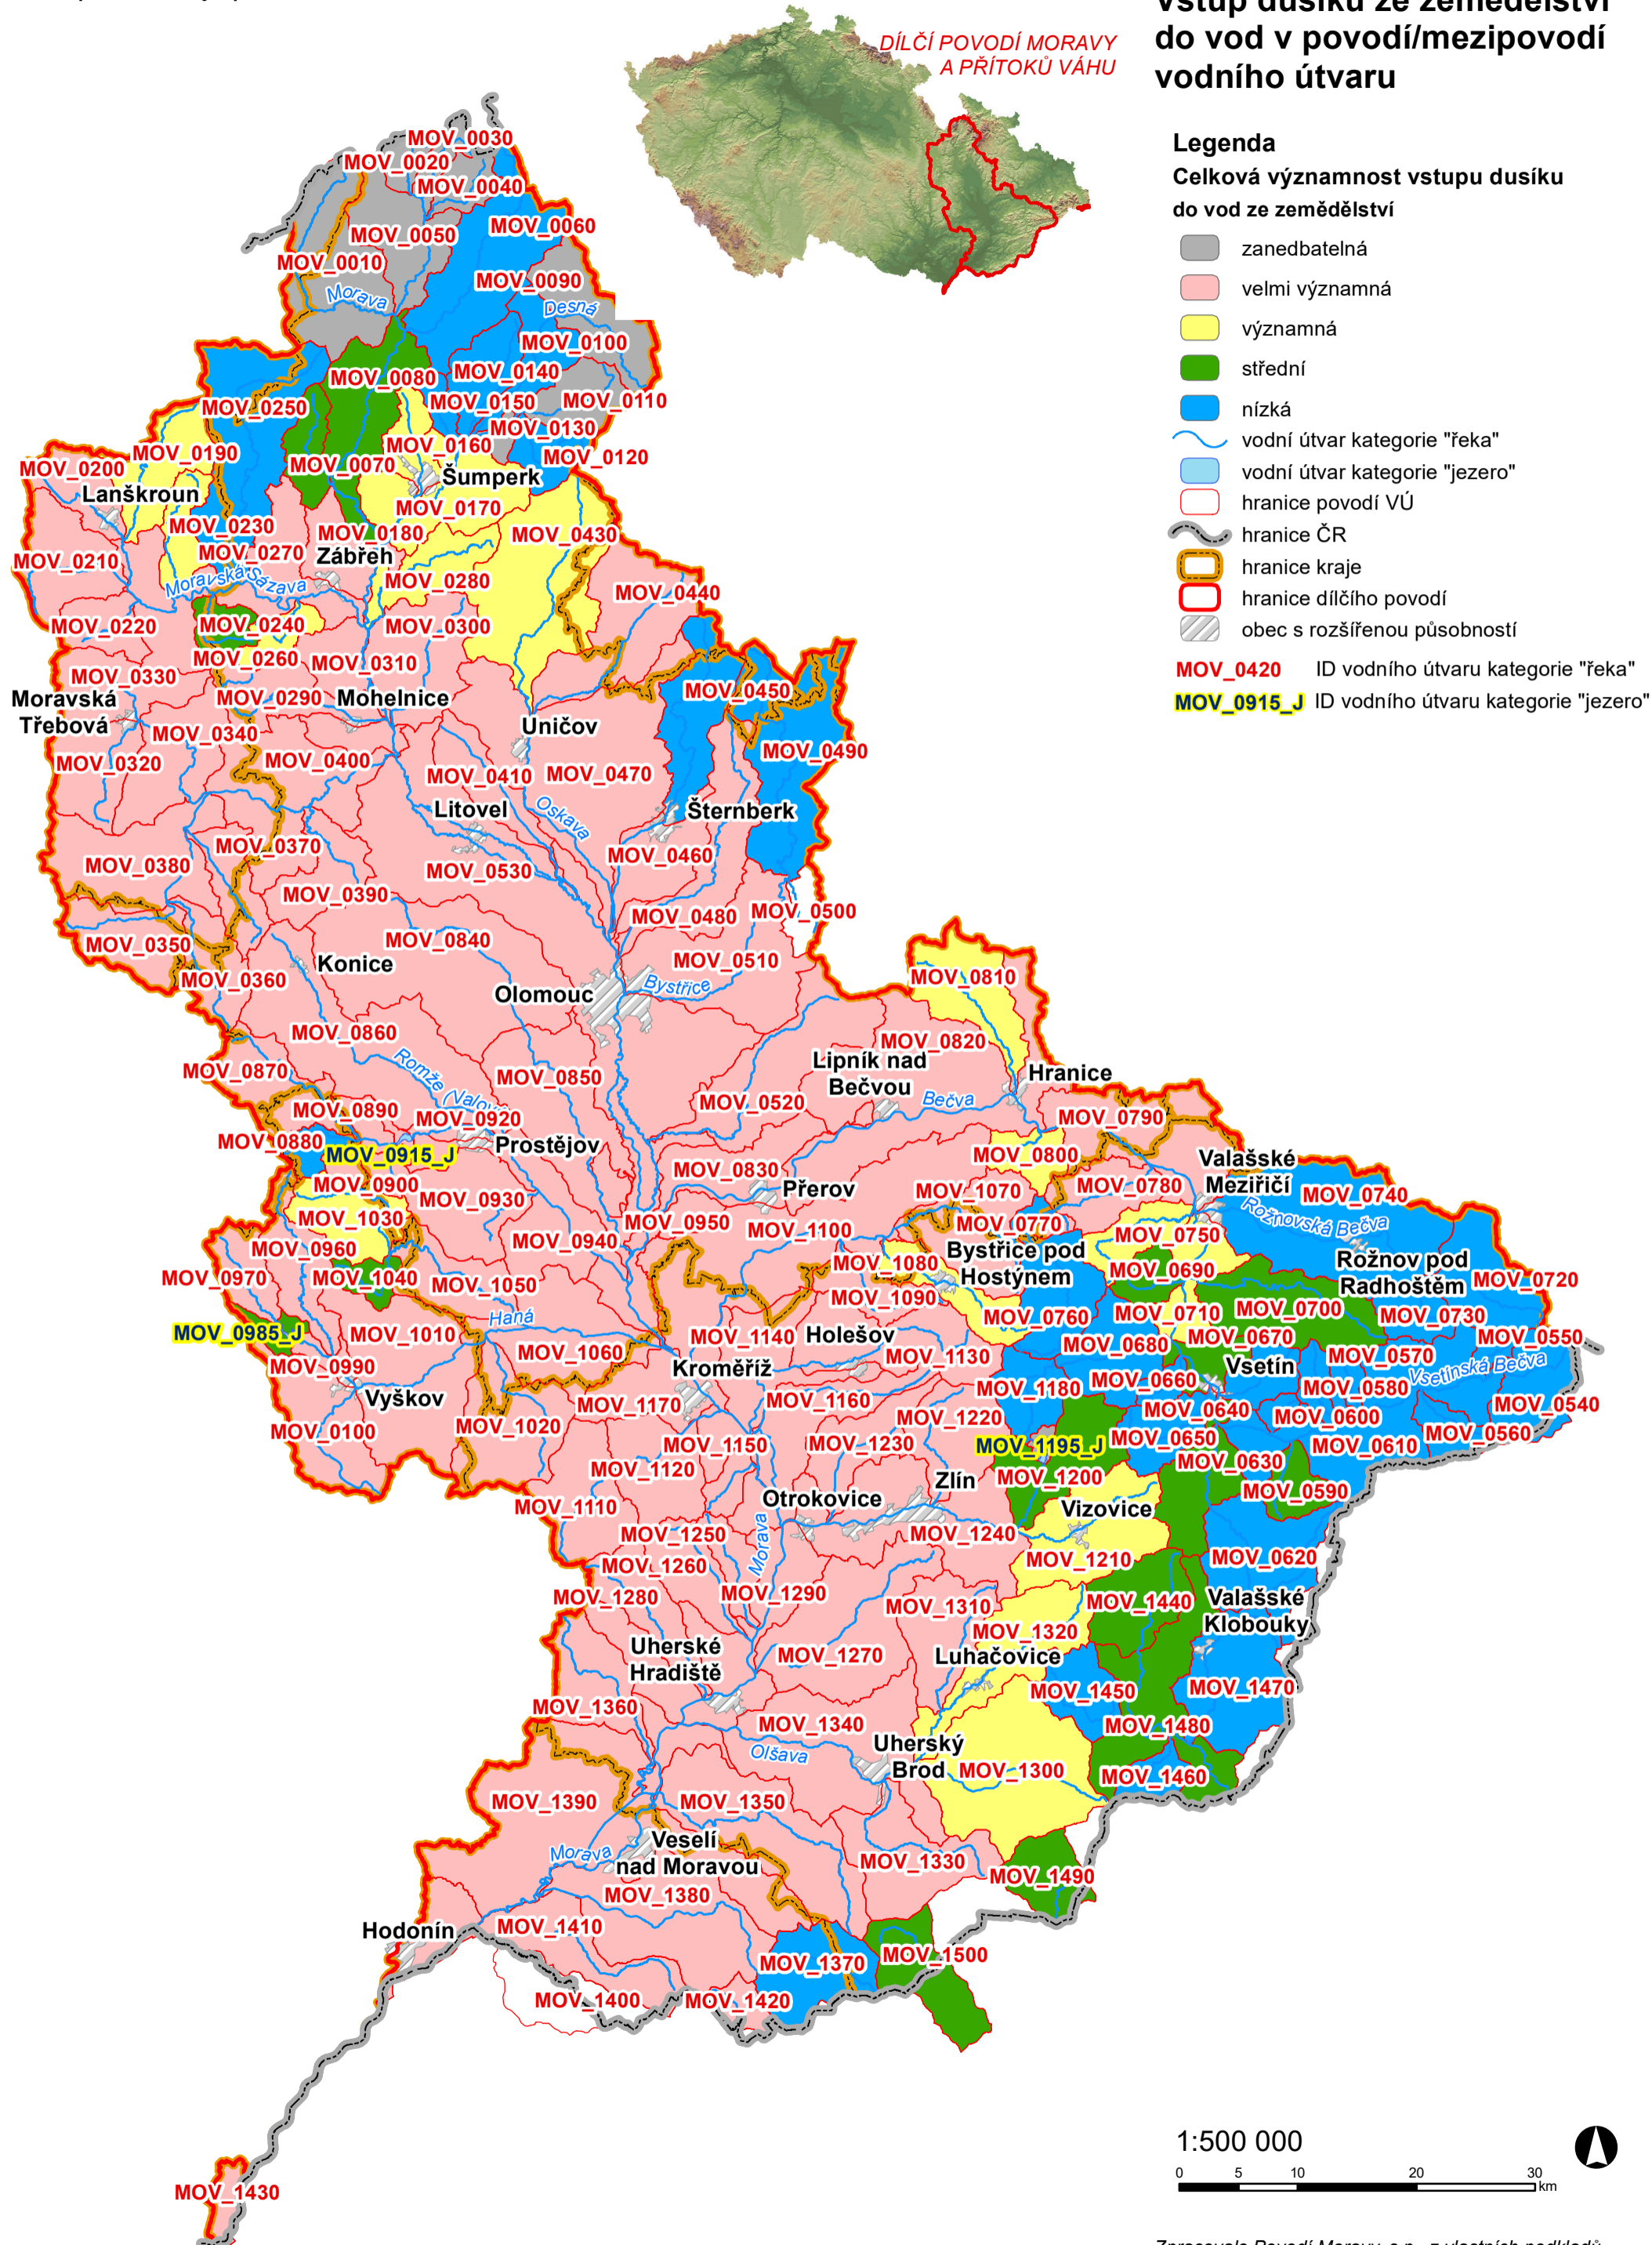 DÍLČÍ POVODÍ MORAVY
A PŘÍTOKŮ VÁHU
Vstup dusíku ze zemědělství
do vod v povodí/mezipovodí
vodního útvaru
Legenda
Celková významnost vstupu dusíku
do vod ze zemědělství
zanedbatelná
velmi významná
významná
střední
nízká
vodní útvar kategorie "řeka"
vodní útvar kategorie "jezero"
hranice povodí VÚ
hranice ČR
hranice kraje
hranice dílčího povodí
obec s rozšířenou působností
MOV_0420 ID vodního útvaru kategorie "řeka"
MOV_0915_J ID vodního útvaru kategorie "jezero"
MOV_0030
MOV_0020
MOV_0040
MOV_0060
MOV_0050
MOV_0010
MOV_0090
Morava
Desná
MOV_0100
MOV_0140
MOV_0080
MOV_0150
MOV_0110
MOV_0250
MOV_0130
MOV_0160
MOV_0190
MOV_0120
MOV_0200
MOV_0070
Šumperk
Lanškroun
MOV_0170
MOV_0230
MOV_0180
MOV_0430
MOV_0270
Zábřeh
MOV_0210
Moravská Sázava
MOV_0280
MOV_0440
MOV_0220
MOV_0240
MOV_0300
MOV_0260
MOV_0310
MOV_0330
MOV_0450
MOV_0290
Mohelnice
Moravská
Třebová
Uničov
MOV_0340
MOV_0490
MOV_0320
MOV_0400
MOV_0410
MOV_0470
Litovel
Oskava
Šternberk
MOV_0370
MOV_0460
MOV_0380
MOV_0530
MOV_0390
MOV_0480
MOV_0500
MOV_0350
MOV_0840
Konice
MOV_0510
MOV_0360
MOV_0810
Olomouc
Bystřice
MOV_0860
MOV_0820
Lipník nad
Bečvou
MOV_0870
Romže (Valov
MOV_0850
Hranice
MOV_0890
MOV_0920
MOV_0520
Bečva
MOV_0790
MOV_0880
MOV_0915_J
Prostějov
MOV_0800
Valašské
Meziříčí
MOV_0900
MOV_0930
MOV_0830
Přerov
MOV_1070
MOV_0780
MOV_0740
Rožnovská Bečva
MOV_1030
MOV_0950
MOV_1100
MOV_0770
MOV_0750
MOV_0960
MOV_0940
MOV_1080
Bystřice pod
Hostýnem
MOV_0690
Rožnov pod
Radhoštěm
MOV_0720
MOV_0970
MOV_1040
MOV_1050
MOV_1090
MOV_0985_J
Haná
MOV_0760
MOV_0710
MOV_0700
MOV_0730
MOV_1010
MOV_1140
Holešov
MOV_0680
MOV_0670
MOV_0550
MOV_1060
MOV_1130
MOV_0570
MOV_0990
Kroměříž
Vsetín
Vsetínská Bečva
Vyškov
MOV_1180
MOV_0660
MOV_0580
MOV_1170
MOV_1160
MOV_0640
MOV_0600
MOV_0540
MOV_0100
MOV_1020
MOV_1220
MOV_0650
MOV_0610
MOV_0560
MOV_1150
MOV_1230
MOV_1195_J
MOV_0630
MOV_1120
Zlín
MOV_1200
MOV_0590
MOV_1110
Otrokovice
Vizovice
MOV_1250
Morava
MOV_1240
MOV_1260
MOV_1210
MOV_0620
MOV_1280
MOV_1290
MOV_1310
MOV_1440
Valašské
Klobouky
MOV_1320
Uherské
Hradiště
MOV_1270
Luhačovice
MOV_1450
MOV_1470
MOV_1360
MOV_1340
MOV_1480
Olšava
Uherský
Brod
MOV_1300
MOV_1460
MOV_1390
MOV_1350
Veselí
nad Moravou
Morava
MOV_1330
MOV_1490
MOV_1380
Hodonín
MOV_1410
MOV_1370
MOV_1500
MOV_1400
MOV_1420
MOV_1430
1:500 000
0 5 10 20 30
km
Zpracovalo Povodí Moravy, s.p., z vlastních podkladů